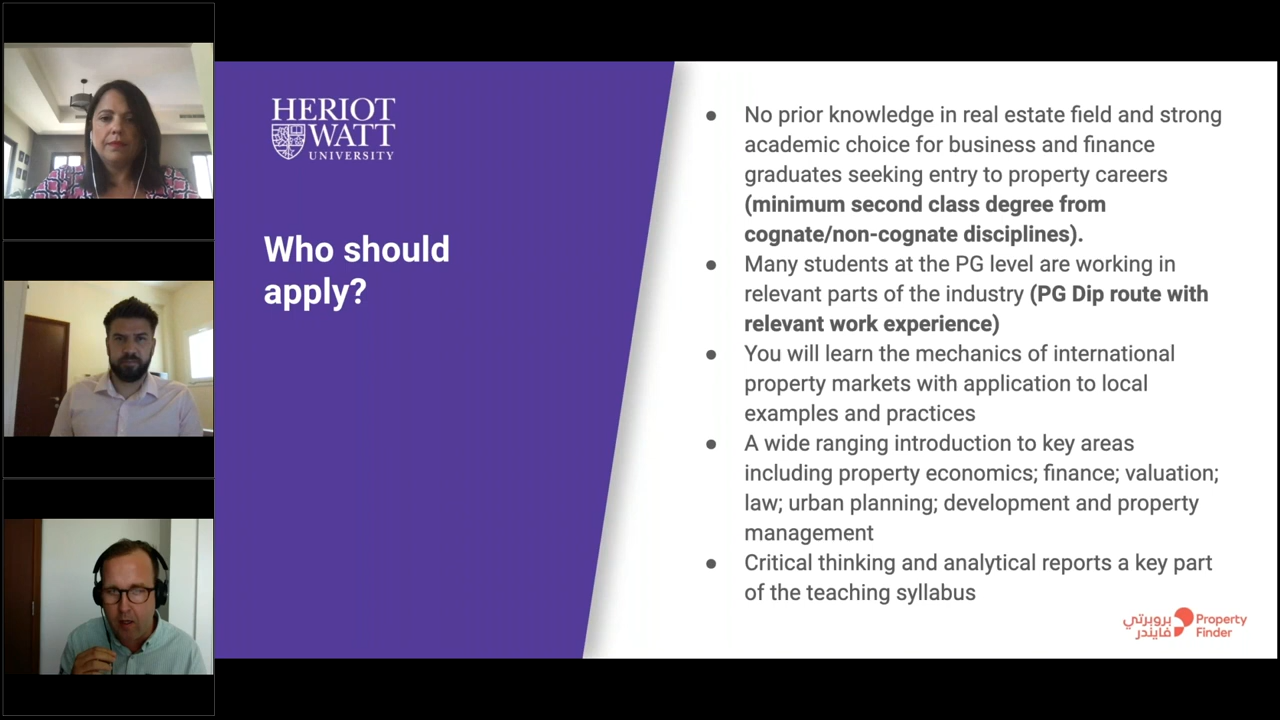 HERIOT
WATT
UNIVERSITY
Who should
apply?
● No prior knowledge in real estate field and strong
academic choice for business and finance
graduates seeking entry to property careers
(minimum second class degree from
cognate/non-cognate disciplines).
● Many students at the PG level are working in
relevant parts of the industry (PG Dip route with
relevant work experience)
● You will learn the mechanics of international
property markets with application to local
examples and practices
● A wide ranging introduction to key areas
including property economics; finance; valuation;
law; urban planning; development and property
management
● Critical thinking and analytical reports a key part
of the teaching syllabus
بروبرتي
فايندر
Property
Finder